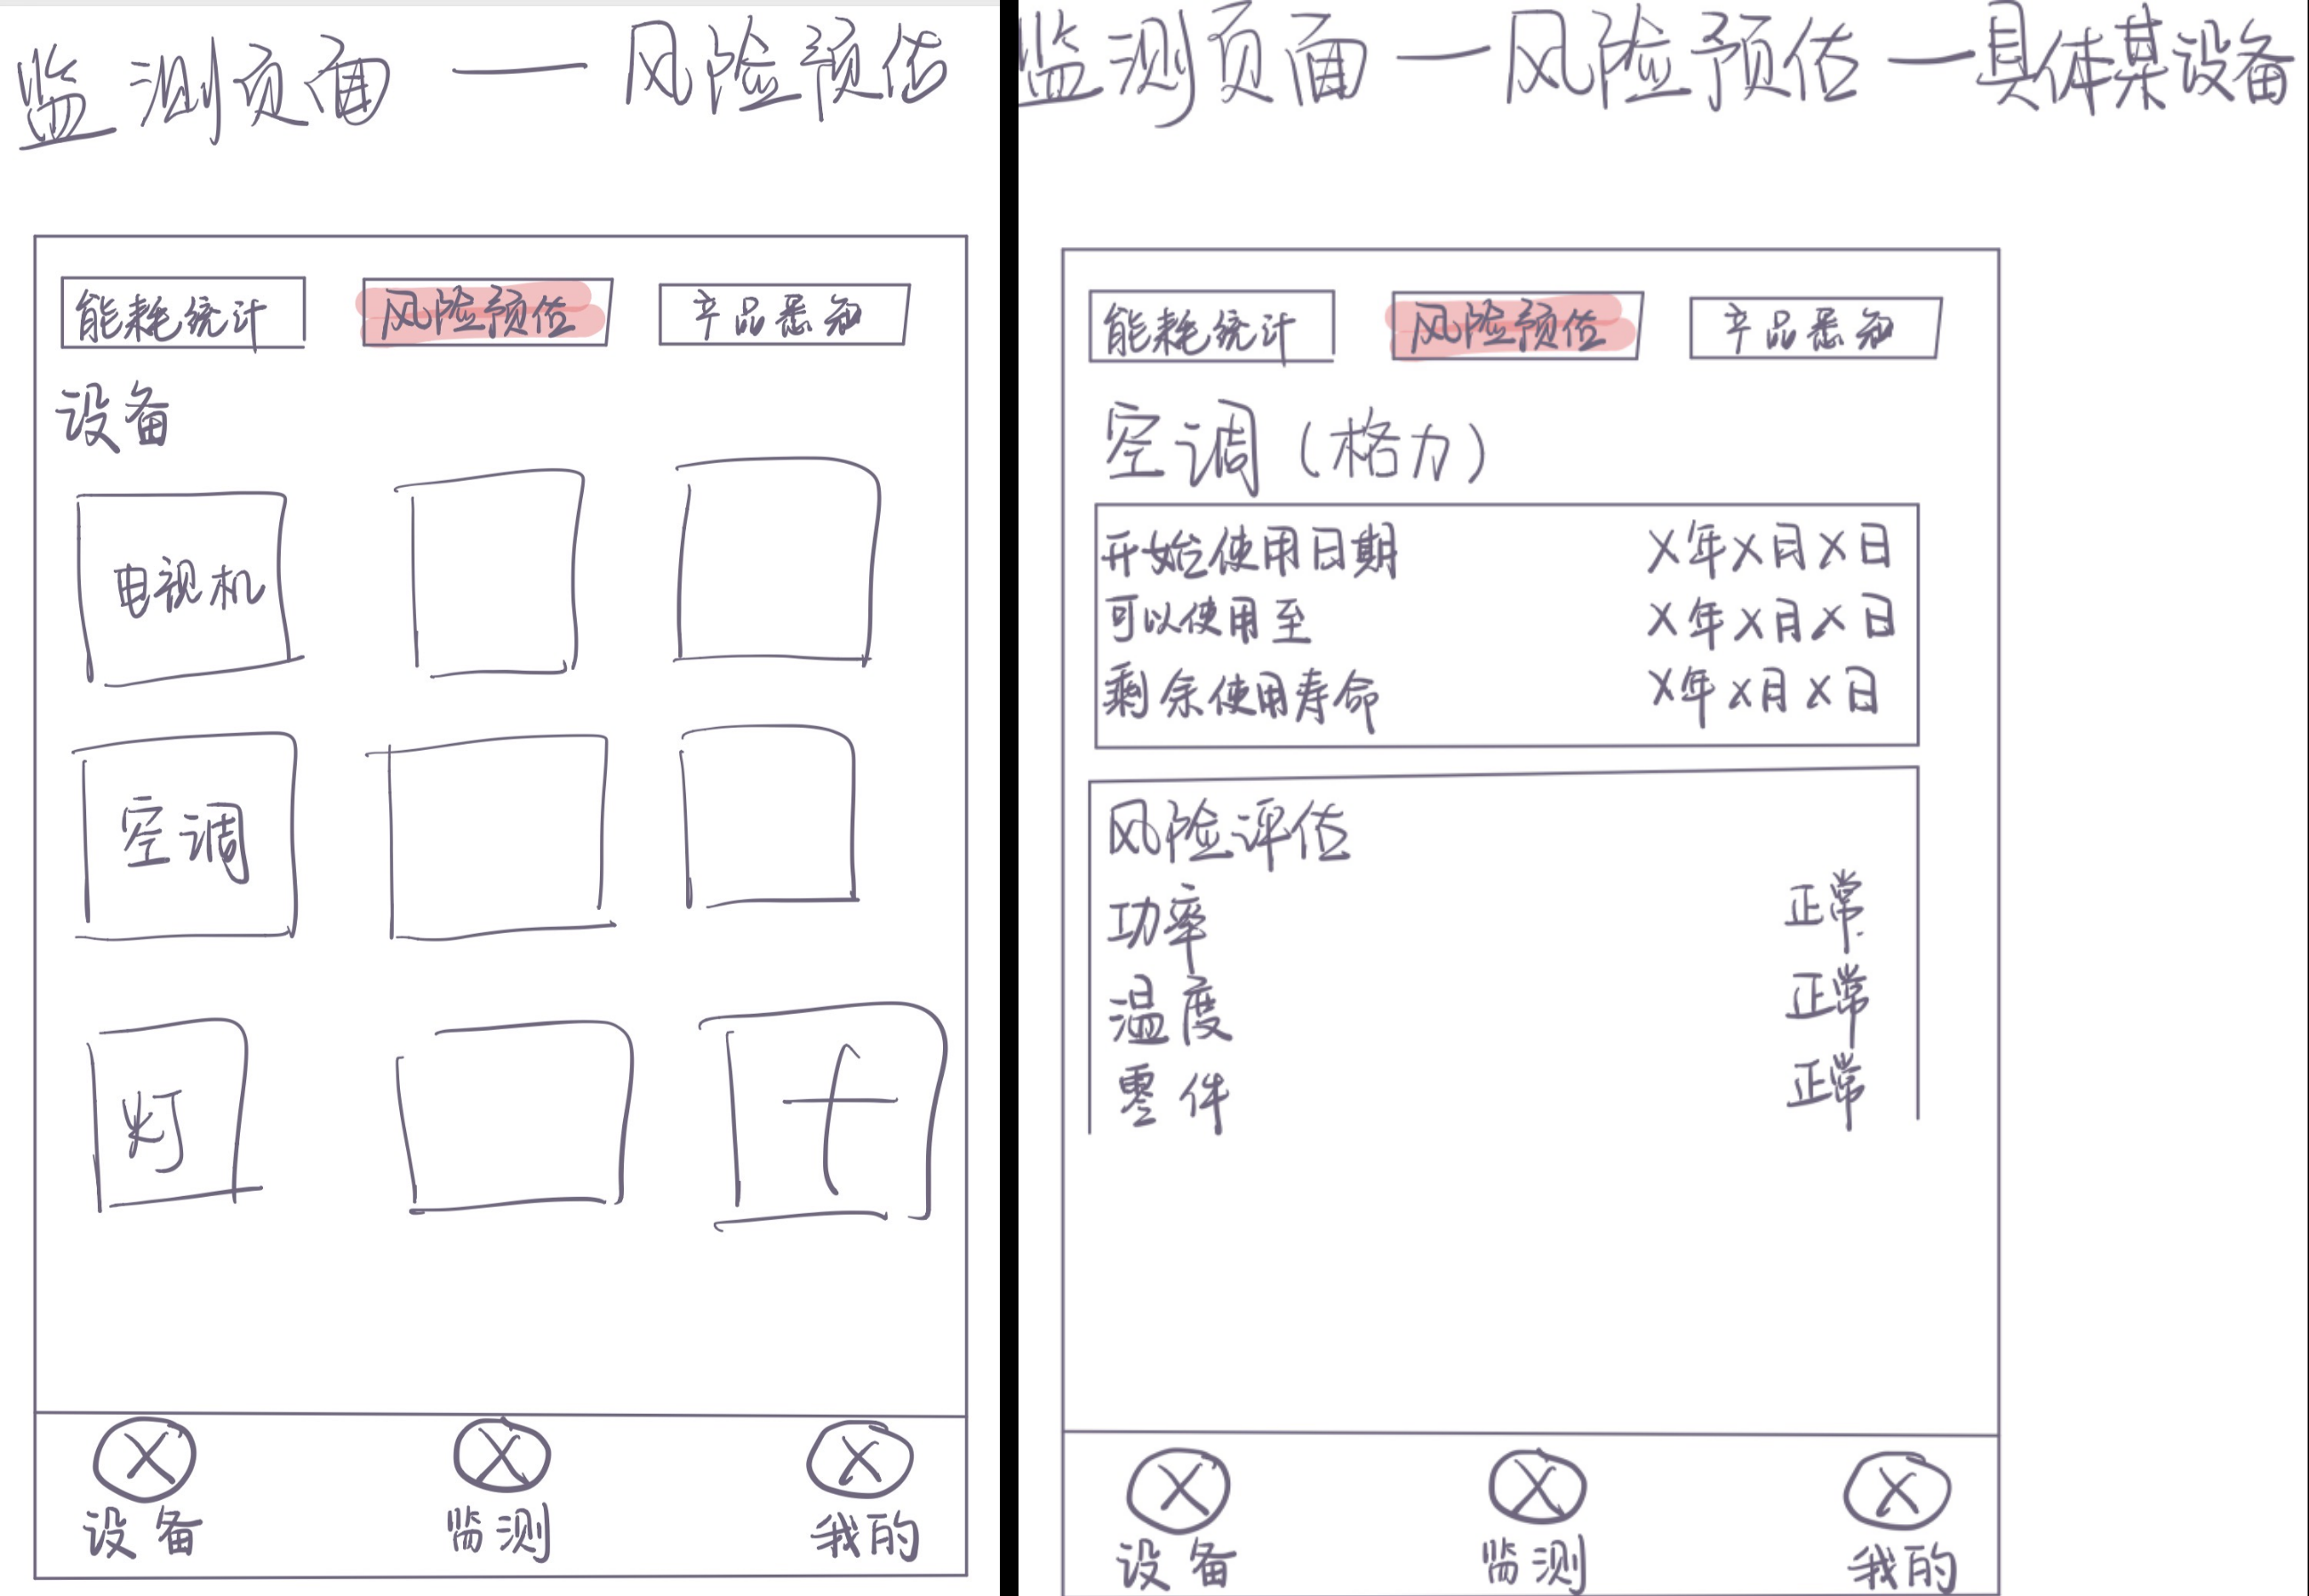 监测页面 — 风险预估
能耗统计 风险预估 产品悉知
设备
电视机
空调
灯
设备 监测 我的
监测页面 — 风险预估 — 具体某设备
能耗统计 风险预估 产品悉知
空调（格力）
开始使用日期 X年X月X日
可以使用至 X年X月X日
剩余使用寿命 X年X月X日
风险评估
功率 正常
温度 正常
零件 正常
设备 监测 我的